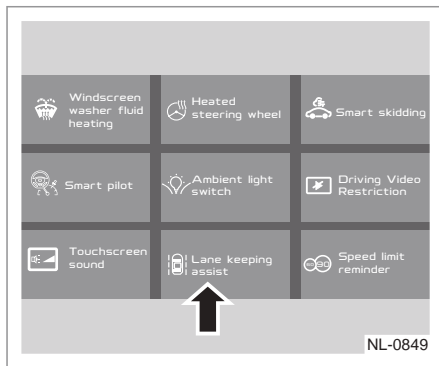 Windscreen
washer fluid
heating
Heated
steering wheel
Smart skidding
Smart pilot
Ambient light
switch
Driving Video
Restriction
Touchscreen
sound
Lane keeping
assist
Speed limit
reminder
NL-0849